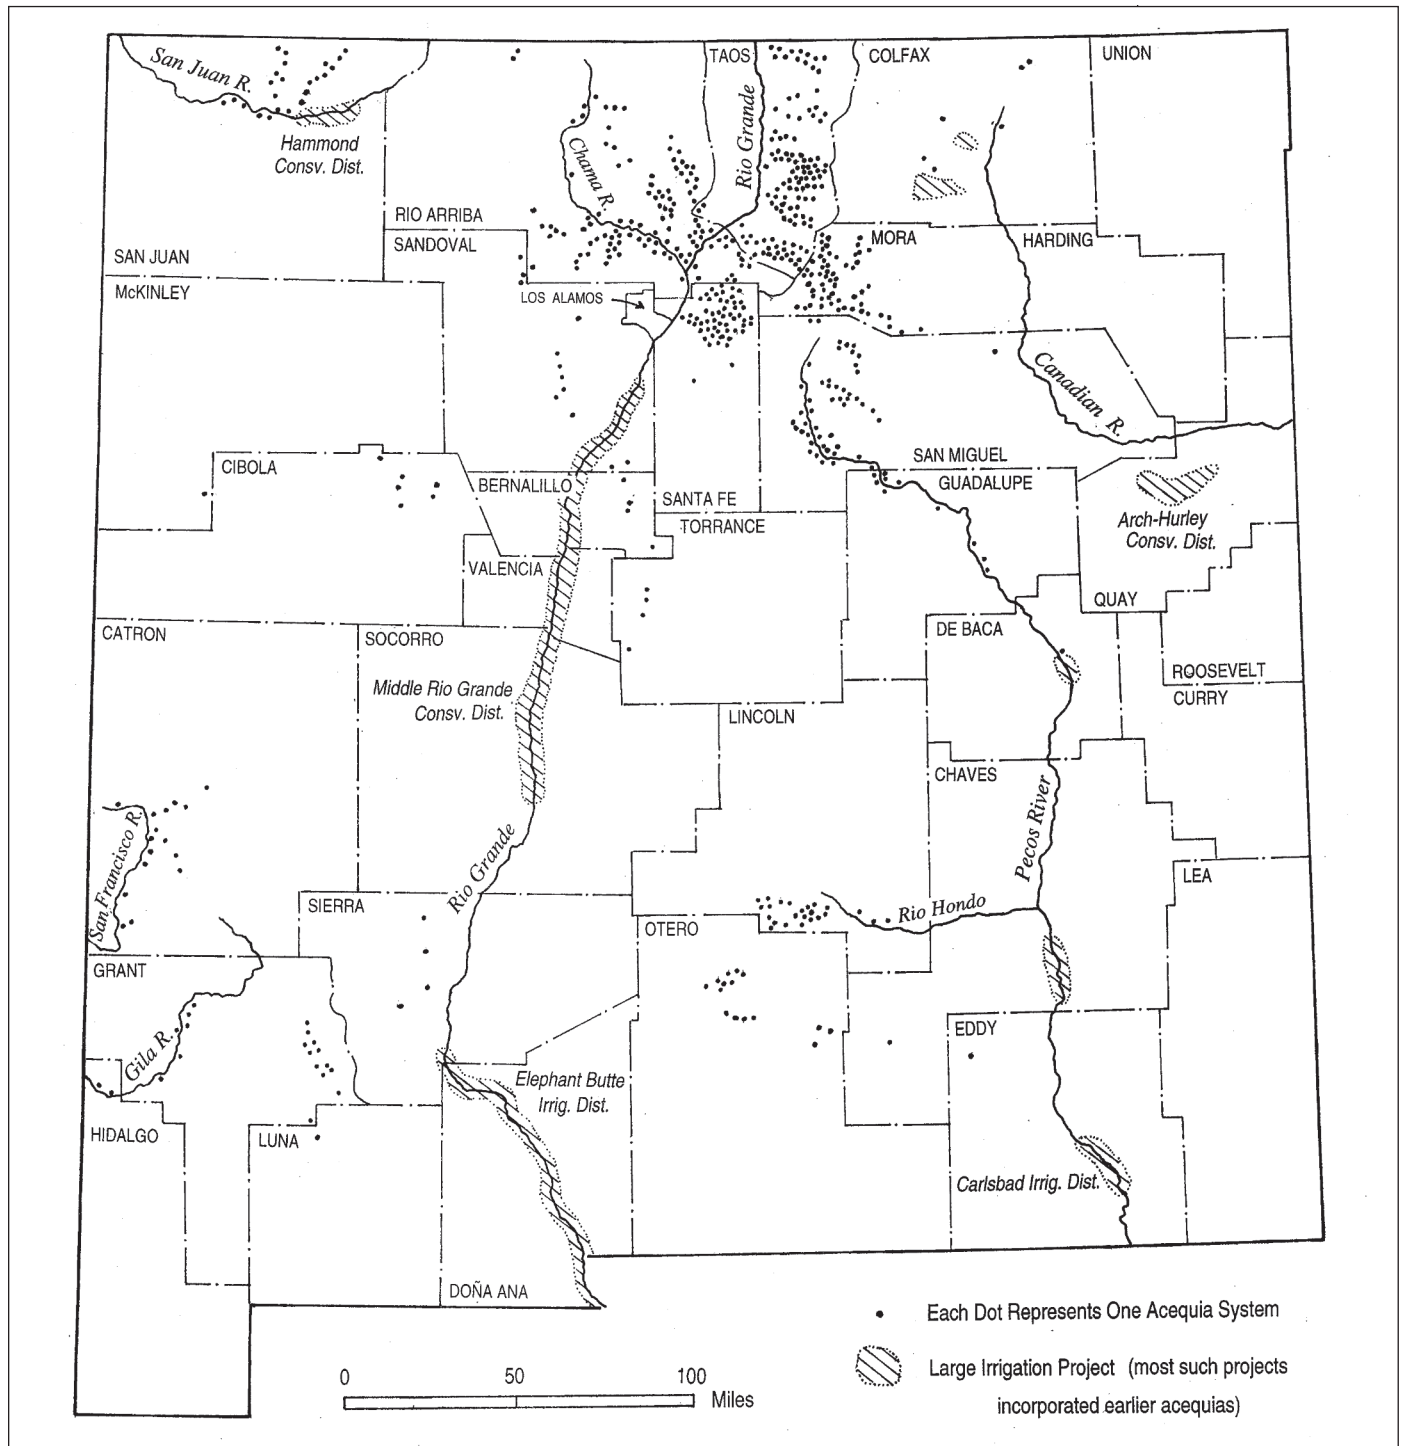 San Juan R.
TAOS
COLFAX
UNION
Rio Grande
Hammond
Consv. Dist.
Chama R.
RIO ARRIBA
SANDOVAL
MORA
HARDING
SAN JUAN
McKINLEY
LOS ALAMOS
Canadian R.
CIBOLA
BERNALILLO
SANTA FE
TORRANCE
SAN MIGUEL
GUADALUPE
Arch-Hurley
Consv. Dist.
VALENCIA
QUAY
CATRON
SOCORRO
DE BACA
ROOSEVELT
CURRY
Middle Rio Grande
Consv. Dist.
LINCOLN
CHAVES
Pecos River
San Francisco R.
Rio Grande
LEA
SIERRA
Rio Hondo
OTERO
GRANT
EDDY
Gila R.
Elephant Butte
Irrig. Dist.
HIDALGO
LUNA
Carlsbad Irrig. Dist.
DOÑA ANA
Each Dot Represents One Acequia System
Large Irrigation Project (most such projects
incorporated earlier acequias)
0 50 100
Miles